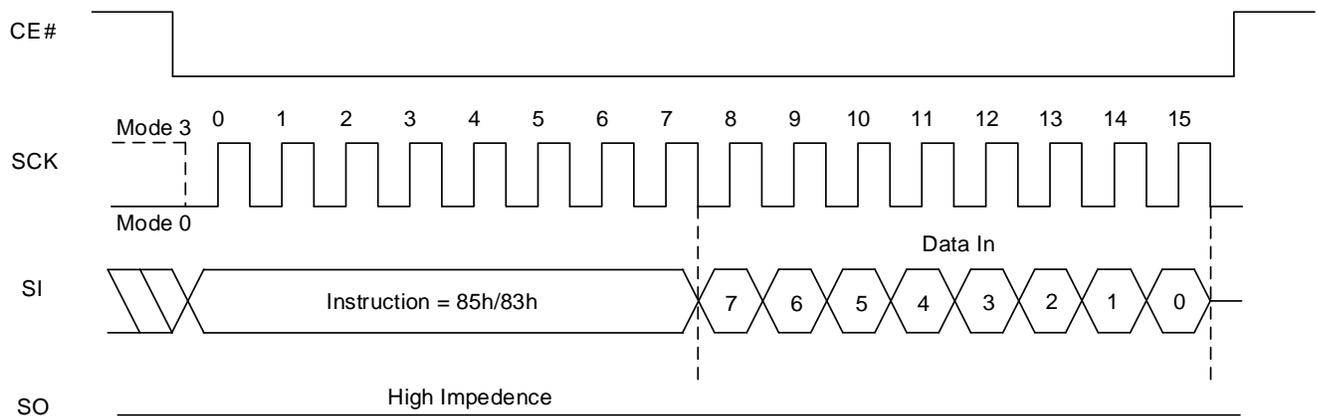 CE#
Mode 3
0 1 2 3 4 5 6 7 8 9 10 11 12 13 14 15
SCK
Mode 0
Data In
SI
Instruction = 85h/83h
7 6 5 4 3 2 1 0
High Impedence
SO